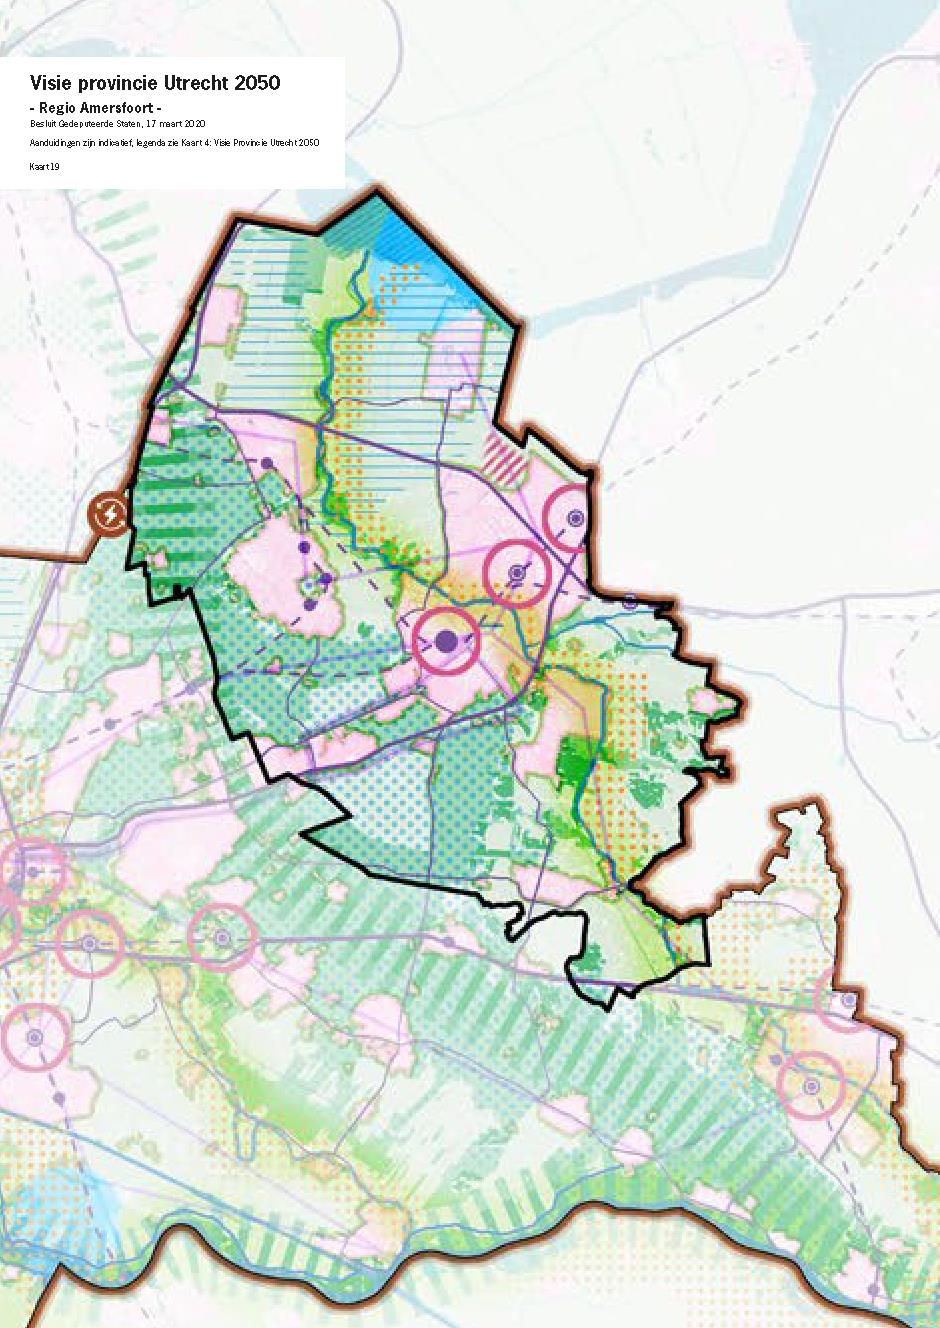 Visie provincie Utrecht 2050
- Regio Amersfoort -
Besluit Gedeputeerde Staten, 17 maart 2020
Aanduidingen zijn indicatief, legenda zie Kaart 4: Visie Provincie Utrecht 2050
Kaart 19